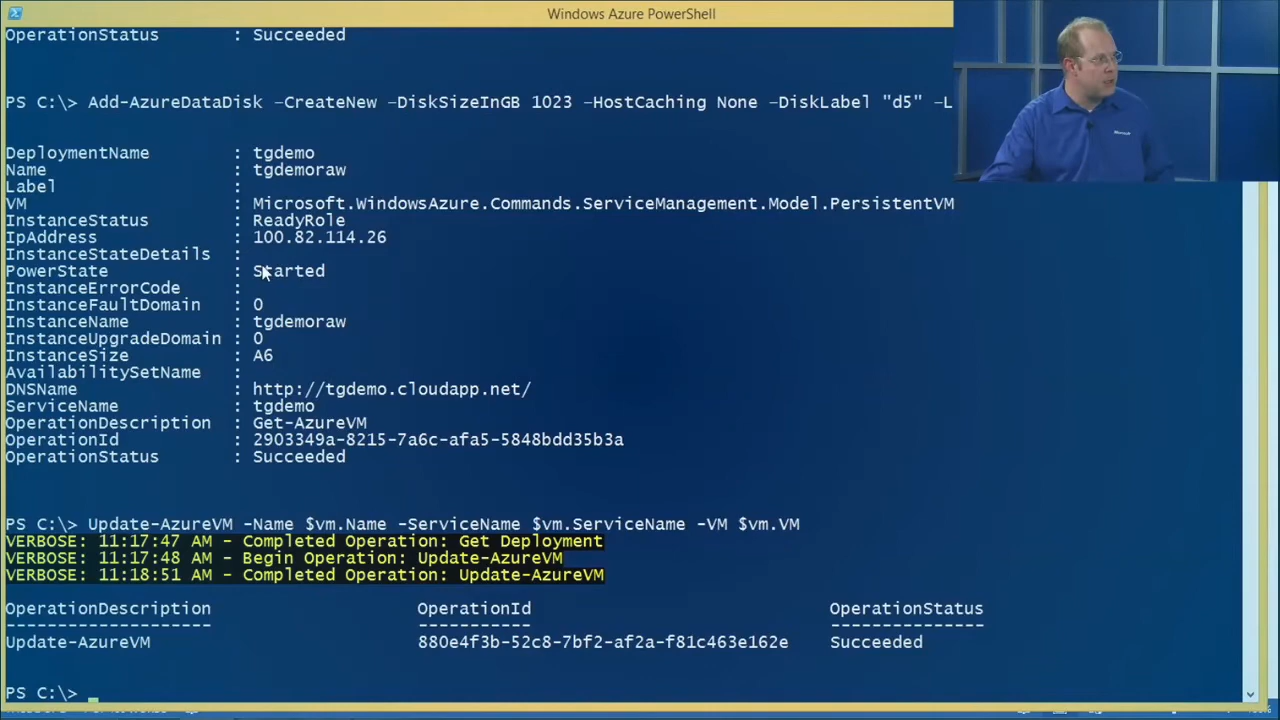 Windows Azure PowerShell
OperationStatus : Succeeded
PS C:\> Add-AzureDataDisk -CreateNew -DiskSizeInGB 1023 -HostCaching None -DiskLabel "d5" -L
DeploymentName : tgdemo
Name : tgdemoraw
Label :
VM : Microsoft.WindowsAzure.Commands.ServiceManagement.Model.PersistentVM
InstanceStatus : ReadyRole
IpAddress : 100.82.114.26
InstanceStateDetails :
PowerState : Started
InstanceErrorCode :
InstanceFaultDomain : 0
InstanceName : tgdemoraw
InstanceUpgradeDomain : 0
InstanceSize : A6
AvailabilitySetName :
DNSName : http://tgdemo.cloudapp.net/
ServiceName : tgdemo
OperationDescription : Get-AzureVM
OperationId : 2903349a-8215-7a6c-afa5-5848bdd35b3a
OperationStatus : Succeeded
PS C:\> Update-AzureVM -Name $vm.Name -ServiceName $vm.ServiceName -VM $vm.VM
VERBOSE: 11:17:47 AM - Completed Operation: Get Deployment
VERBOSE: 11:17:48 AM - Begin Operation: Update-AzureVM
VERBOSE: 11:18:51 AM - Completed Operation: Update-AzureVM
OperationDescription OperationId OperationStatus
-------------------- ----------- ---------------
Update-AzureVM 880e4f3b-52c8-7bf2-af2a-f81c463e162e Succeeded
PS C:\> _
Microsoft